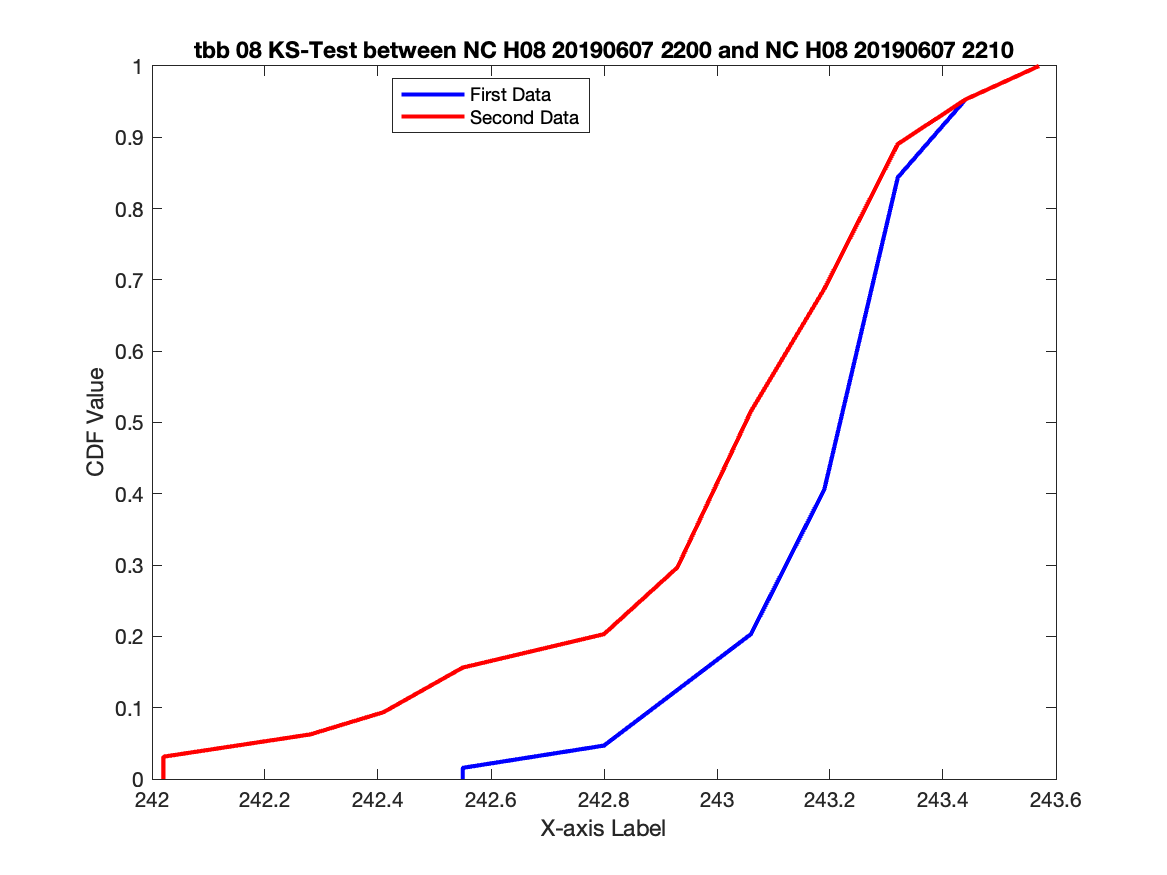 tbb 08 KS-Test between NC H08 20190607 2200 and NC H08 20190607 2210
First Data
Second Data
1
0.9
0.8
0.7
0.6
0.5
0.4
0.3
0.2
0.1
0
CDF Value
242 242.2 242.4 242.6 242.8 243 243.2 243.4 243.6
X-axis Label